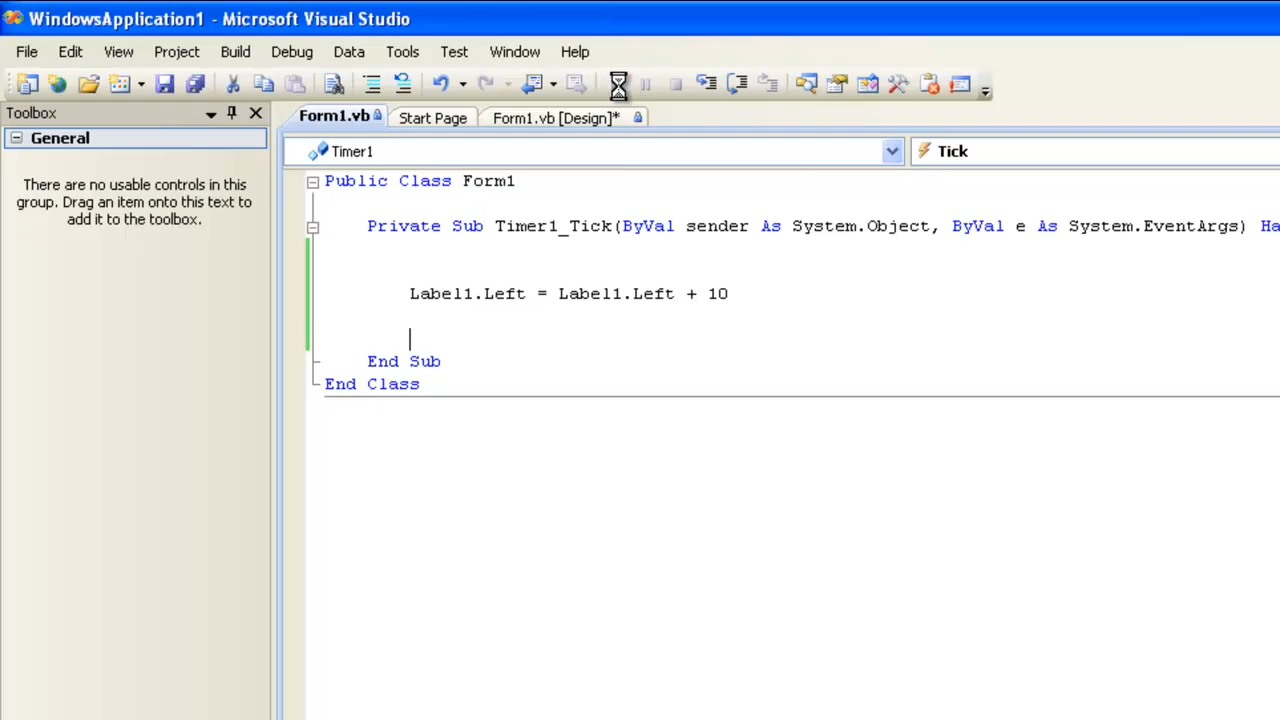 WindowsApplication1 - Microsoft Visual Studio
File Edit View Project Build Debug Data Tools Test Window Help
Toolbox
General
There are no usable controls in this
group. Drag an item onto this text to
add it to the toolbox.
Form1.vb Start Page Form1.vb [Design]*
Timer1 Tick
Public Class Form1
Private Sub Timer1_Tick(ByVal sender As System.Object, ByVal e As System.EventArgs) Ha
Label1.Left = Label1.Left + 10
End Sub
End Class